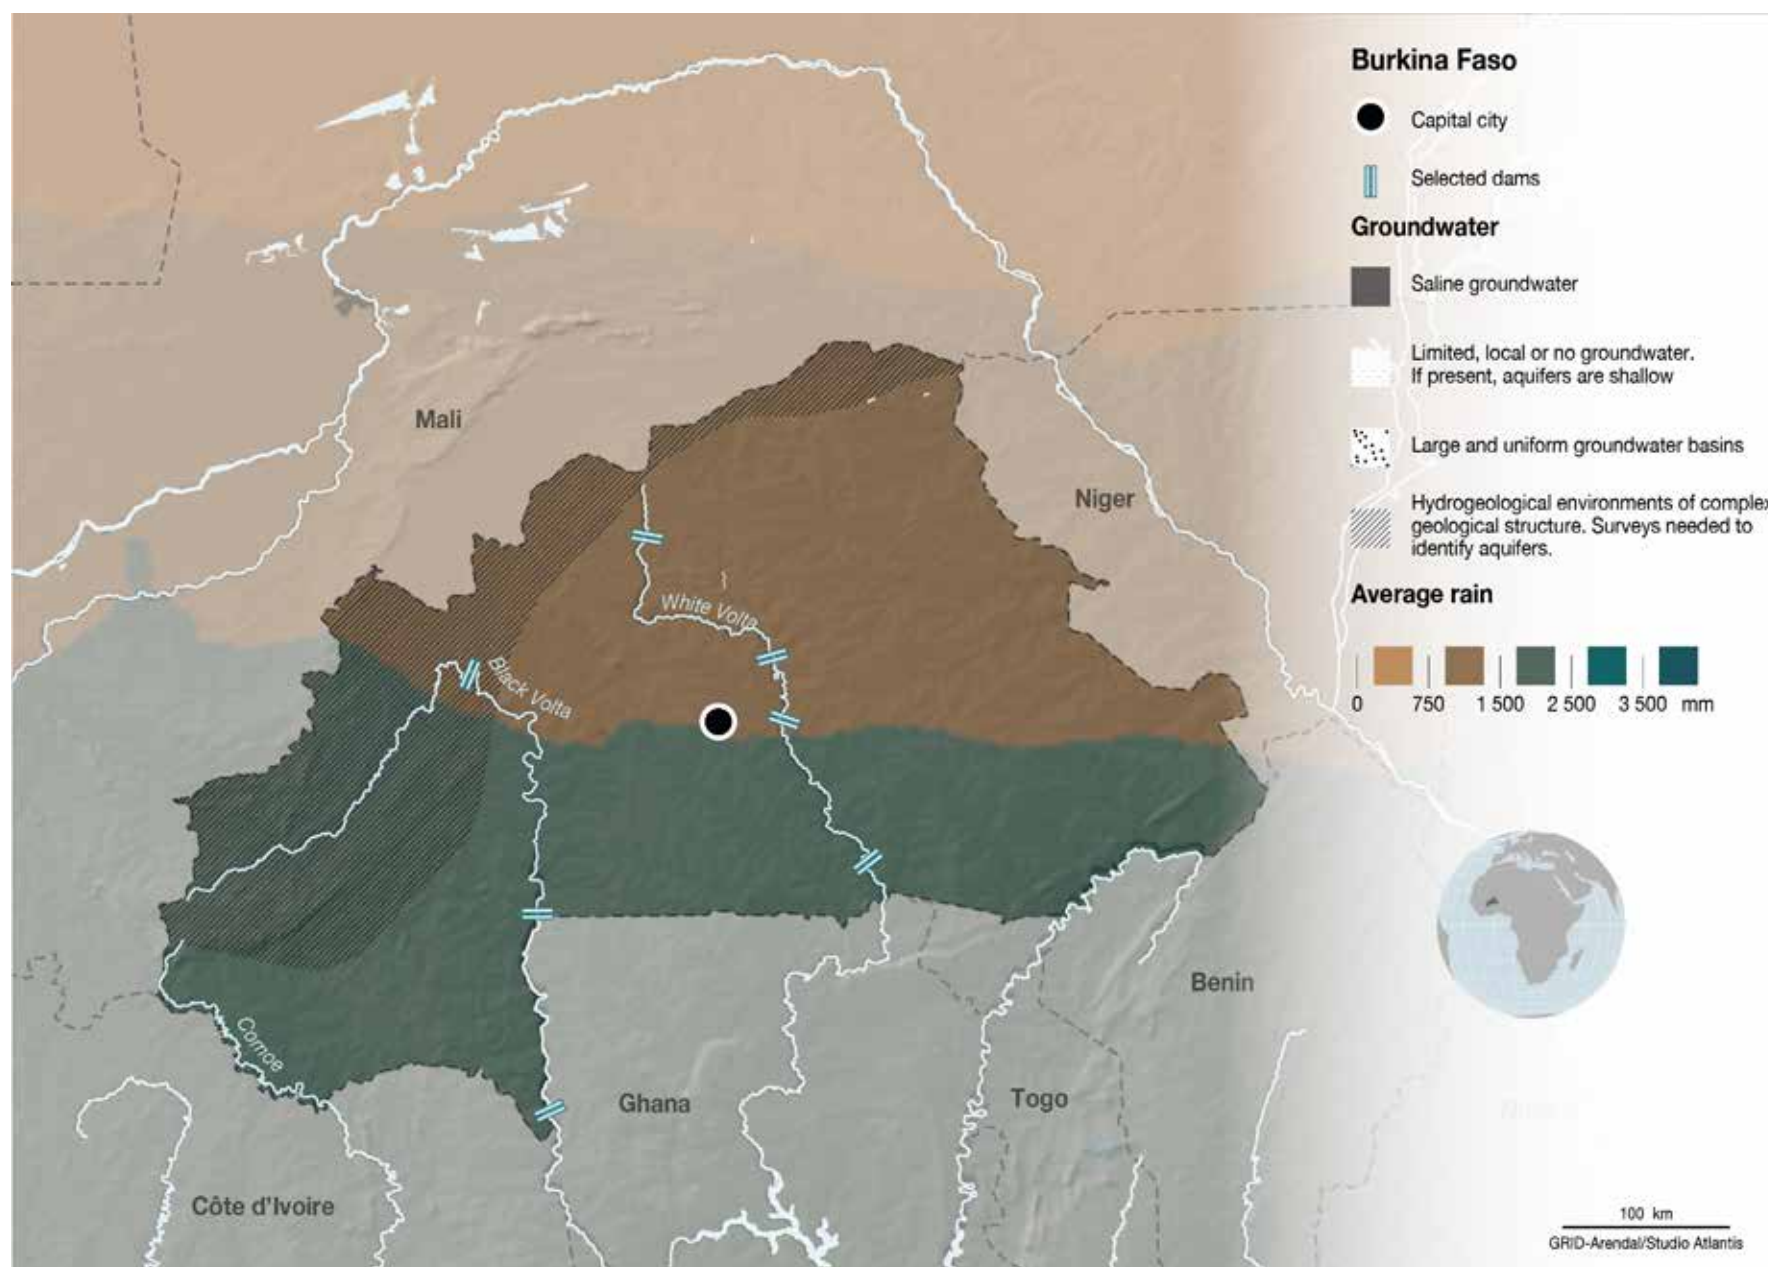 Burkina Faso
Capital city
Selected dams
Groundwater
Saline groundwater
Limited, local or no groundwater.
If present, aquifers are shallow
Large and uniform groundwater basins
Hydrogeological environments of complex
geological structure. Surveys needed to
identify aquifers.
Average rain
0 750 1 500 2 500 3 500 mm
Mali
Niger
White Volta
Black Volta
Comoe
Benin
Ghana
Togo
Côte d'Ivoire
100 km
GRID-Arendal/Studio Atlantis